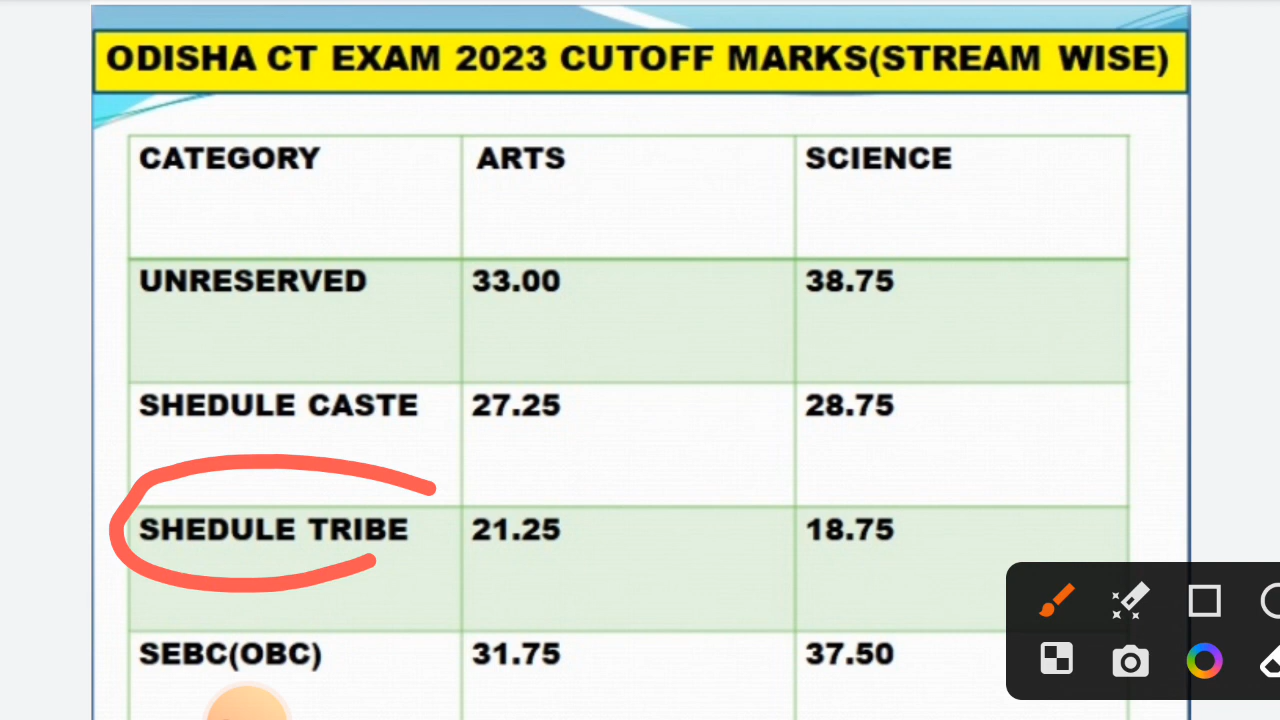 ODISHA CT EXAM 2023 CUTOFF MARKS(STREAM WISE)
CATEGORY ARTS SCIENCE
UNRESERVED 33.00 38.75
SHEDULE CASTE 27.25 28.75
SHEDULE TRIBE 21.25 18.75
SEBC(OBC) 31.75 37.50